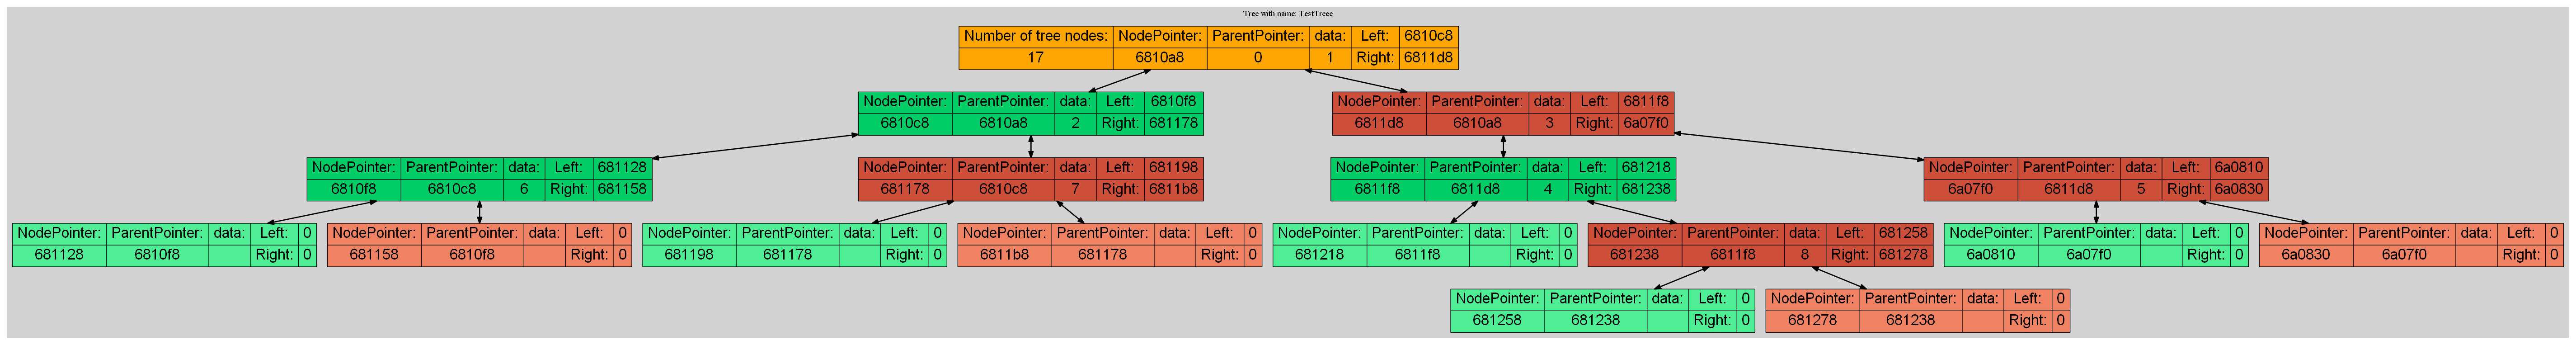 Tree with name: TestTreee
Number of tree nodes: NodePointer: ParentPointer: data: Left: 6810c8
17 6810a8 0 1 Right: 6811d8
NodePointer: ParentPointer: data: Left: 6810f8
6810c8 6810a8 2 Right: 681178
NodePointer: ParentPointer: data: Left: 6811f8
6811d8 6810a8 3 Right: 6a07f0
NodePointer: ParentPointer: data: Left: 681128
6810f8 6810c8 6 Right: 681158
NodePointer: ParentPointer: data: Left: 681198
681178 6810c8 7 Right: 6811b8
NodePointer: ParentPointer: data: Left: 681218
6811f8 6811d8 4 Right: 681238
NodePointer: ParentPointer: data: Left: 6a0810
6a07f0 6811d8 5 Right: 6a0830
NodePointer: ParentPointer: data: Left: 0
681128 6810f8 Right: 0
NodePointer: ParentPointer: data: Left: 0
681158 6810f8 Right: 0
NodePointer: ParentPointer: data: Left: 0
681198 681178 Right: 0
NodePointer: ParentPointer: data: Left: 0
6811b8 681178 Right: 0
NodePointer: ParentPointer: data: Left: 0
681218 6811f8 Right: 0
NodePointer: ParentPointer: data: Left: 681258
681238 6811f8 8 Right: 681278
NodePointer: ParentPointer: data: Left: 0
6a0810 6a07f0 Right: 0
NodePointer: ParentPointer: data: Left: 0
6a0830 6a07f0 Right: 0
NodePointer: ParentPointer: data: Left: 0
681258 681238 Right: 0
NodePointer: ParentPointer: data: Left: 0
681278 681238 Right: 0